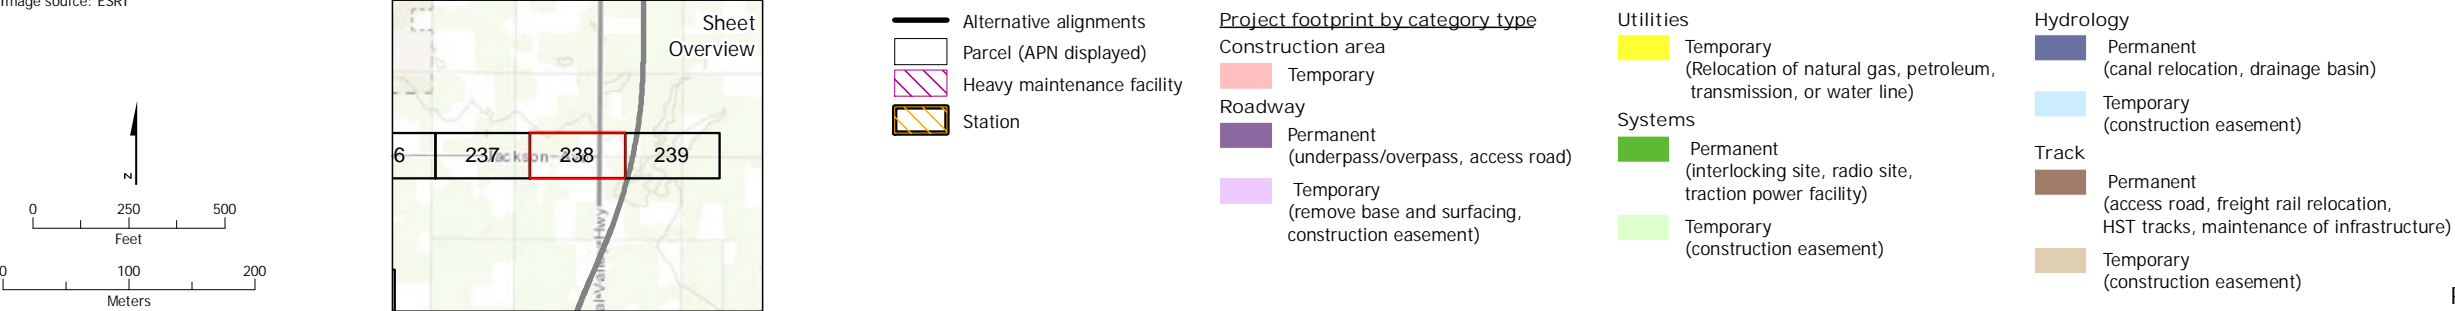 Image source: ESRI
N
0 250 500
Feet
0 100 200
Meters
Sheet
Overview
6 237 238 239
Jackson
Alternative alignments
Parcel (APN displayed)
Heavy maintenance facility
Station
Project footprint by category type
Construction area
Temporary
Roadway
Permanent
(underpass/overpass, access road)
Temporary
(remove base and surfacing,
construction easement)
Utilities
Temporary
(Relocation of natural gas, petroleum,
transmission, or water line)
Systems
Permanent
(interlocking site, radio site,
traction power facility)
Temporary
(construction easement)
Hydrology
Permanent
(canal relocation, drainage basin)
Temporary
(construction easement)
Track
Permanent
(access road, freight rail relocation,
HST tracks, maintenance of infrastructure)
Temporary
(construction easement)